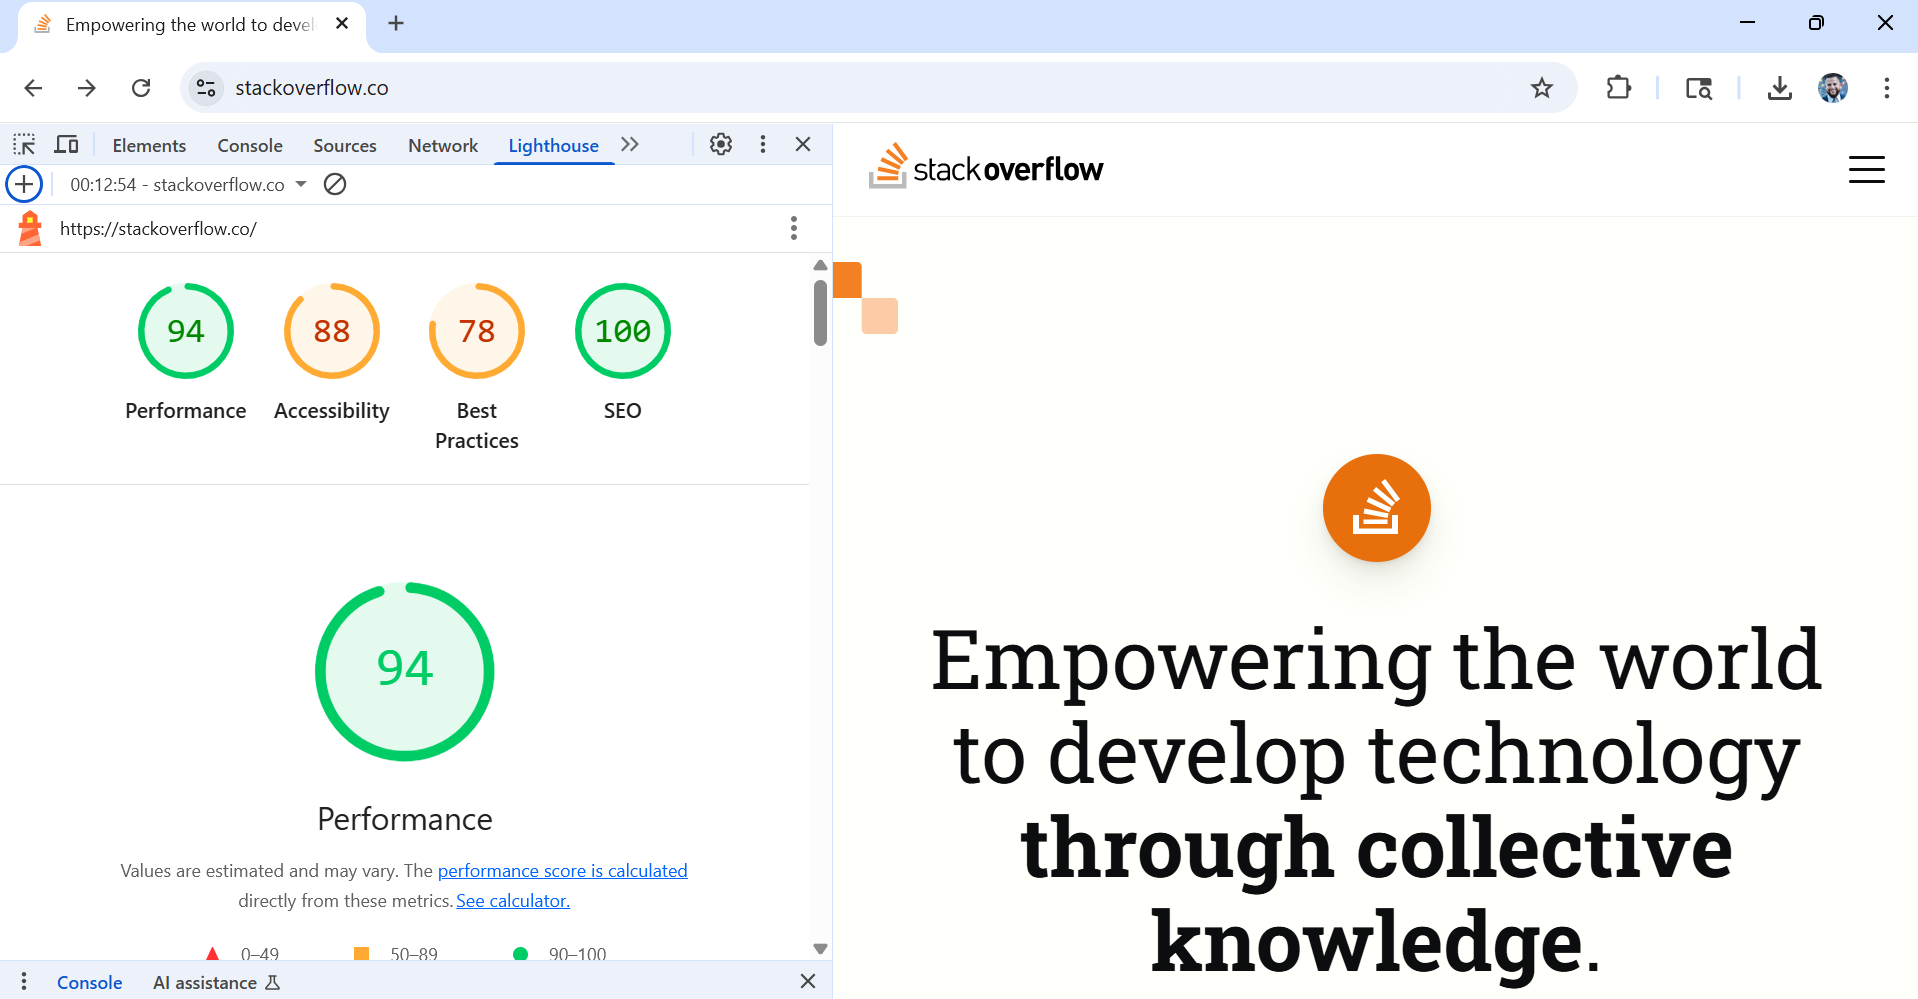 Empowering the world to devel
stackoverflow.co
Elements Console Sources Network Lighthouse
00:12:54 - stackoverflow.co
https://stackoverflow.co/
94 88 78 100
Performance Accessibility Best Practices SEO
94
Performance
Values are estimated and may vary. The performance score is calculated
directly from these metrics. See calculator.
0–49 50–89 90–100
Console AI assistance
stackoverflow
Empowering the world
to develop technology
through collective
knowledge.